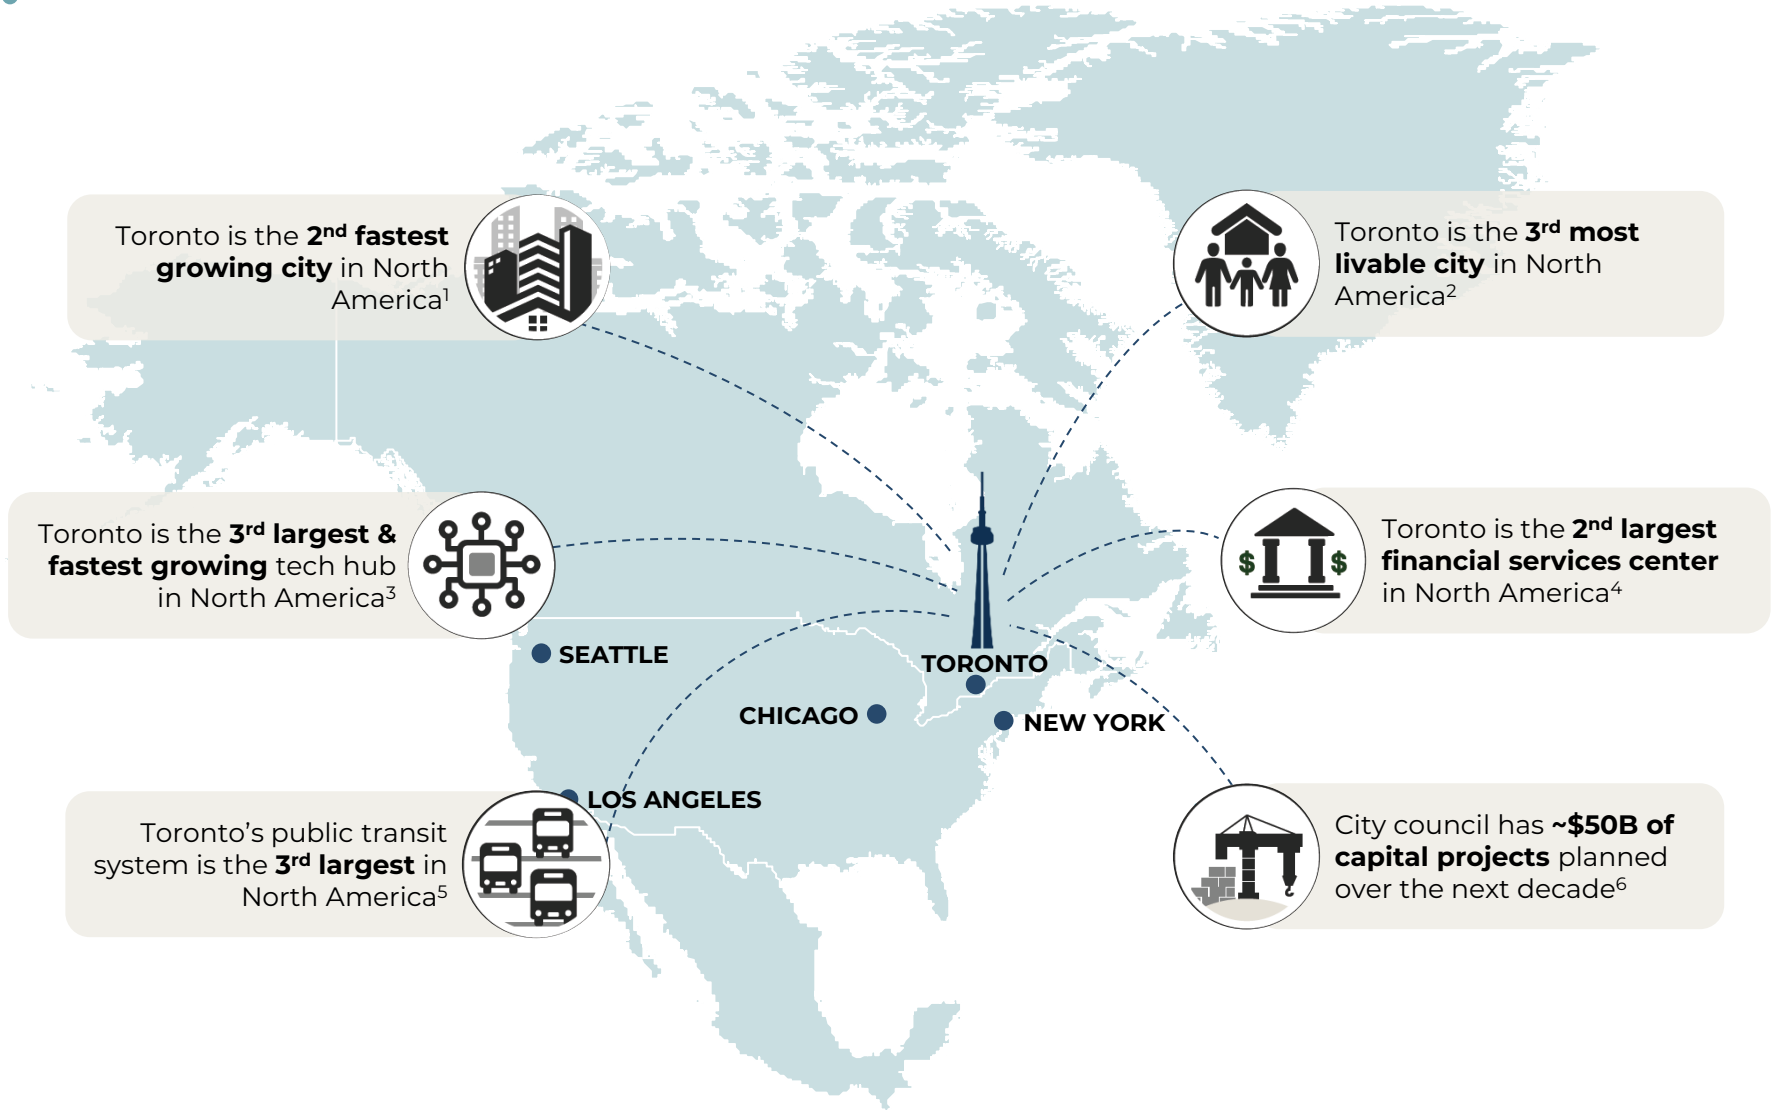 Toronto is the 2nd fastest
growing city in North
America1
Toronto is the 3rd most
livable city in North
America2
Toronto is the 3rd largest &
fastest growing tech hub
in North America3
Toronto is the 2nd largest
financial services center
in North America4
$ $
SEATTLE
TORONTO
CHICAGO
NEW YORK
LOS ANGELES
Toronto’s public transit
system is the 3rd largest in
North America5
City council has ~$50B of
capital projects planned
over the next decade6